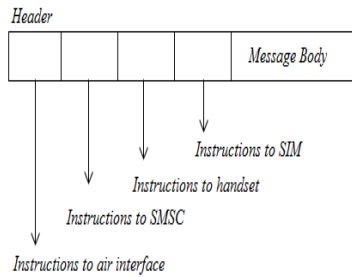 Header
Message Body
Instructions to SIM
Instructions to handset
Instructions to SMSC
Instructions to air interface